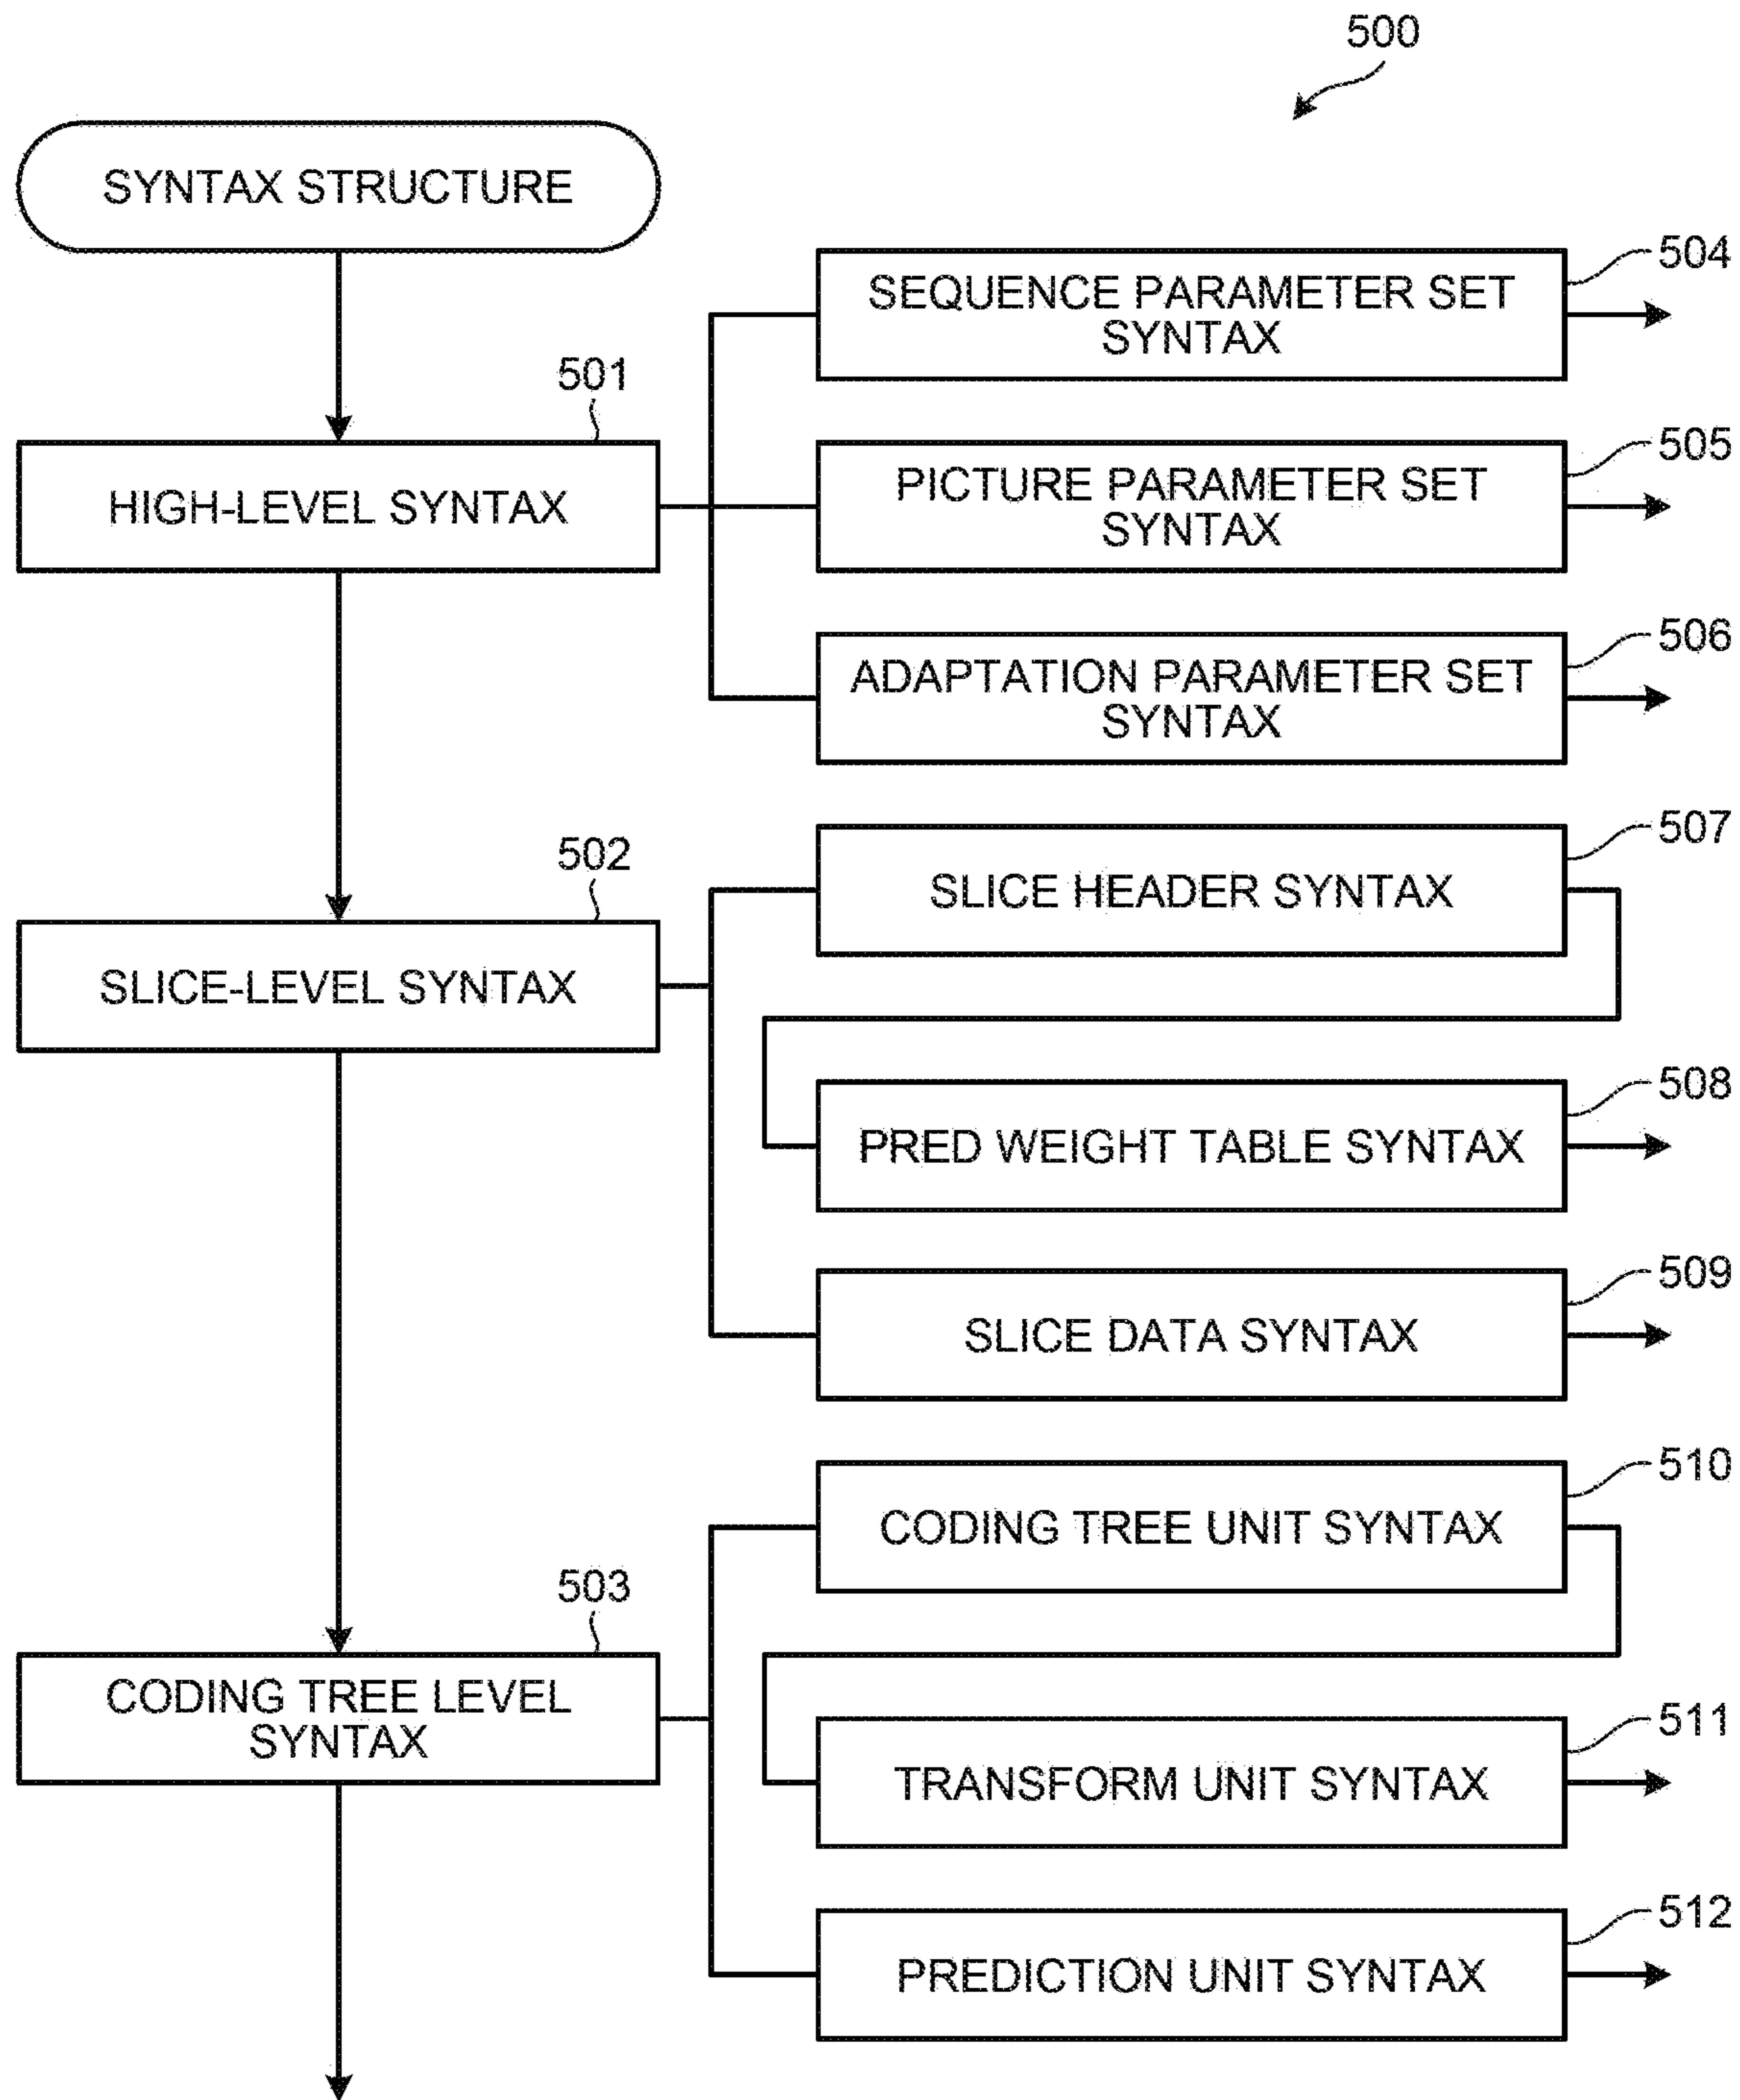 500
SYNTAX STRUCTURE
504
SEQUENCE PARAMETER SET
SYNTAX
501
HIGH-LEVEL SYNTAX
505
PICTURE PARAMETER SET
SYNTAX
506
ADAPTATION PARAMETER SET
SYNTAX
502
SLICE-LEVEL SYNTAX
507
SLICE HEADER SYNTAX
508
PRED WEIGHT TABLE SYNTAX
509
SLICE DATA SYNTAX
503
CODING TREE LEVEL
SYNTAX
510
CODING TREE UNIT SYNTAX
511
TRANSFORM UNIT SYNTAX
512
PREDICTION UNIT SYNTAX